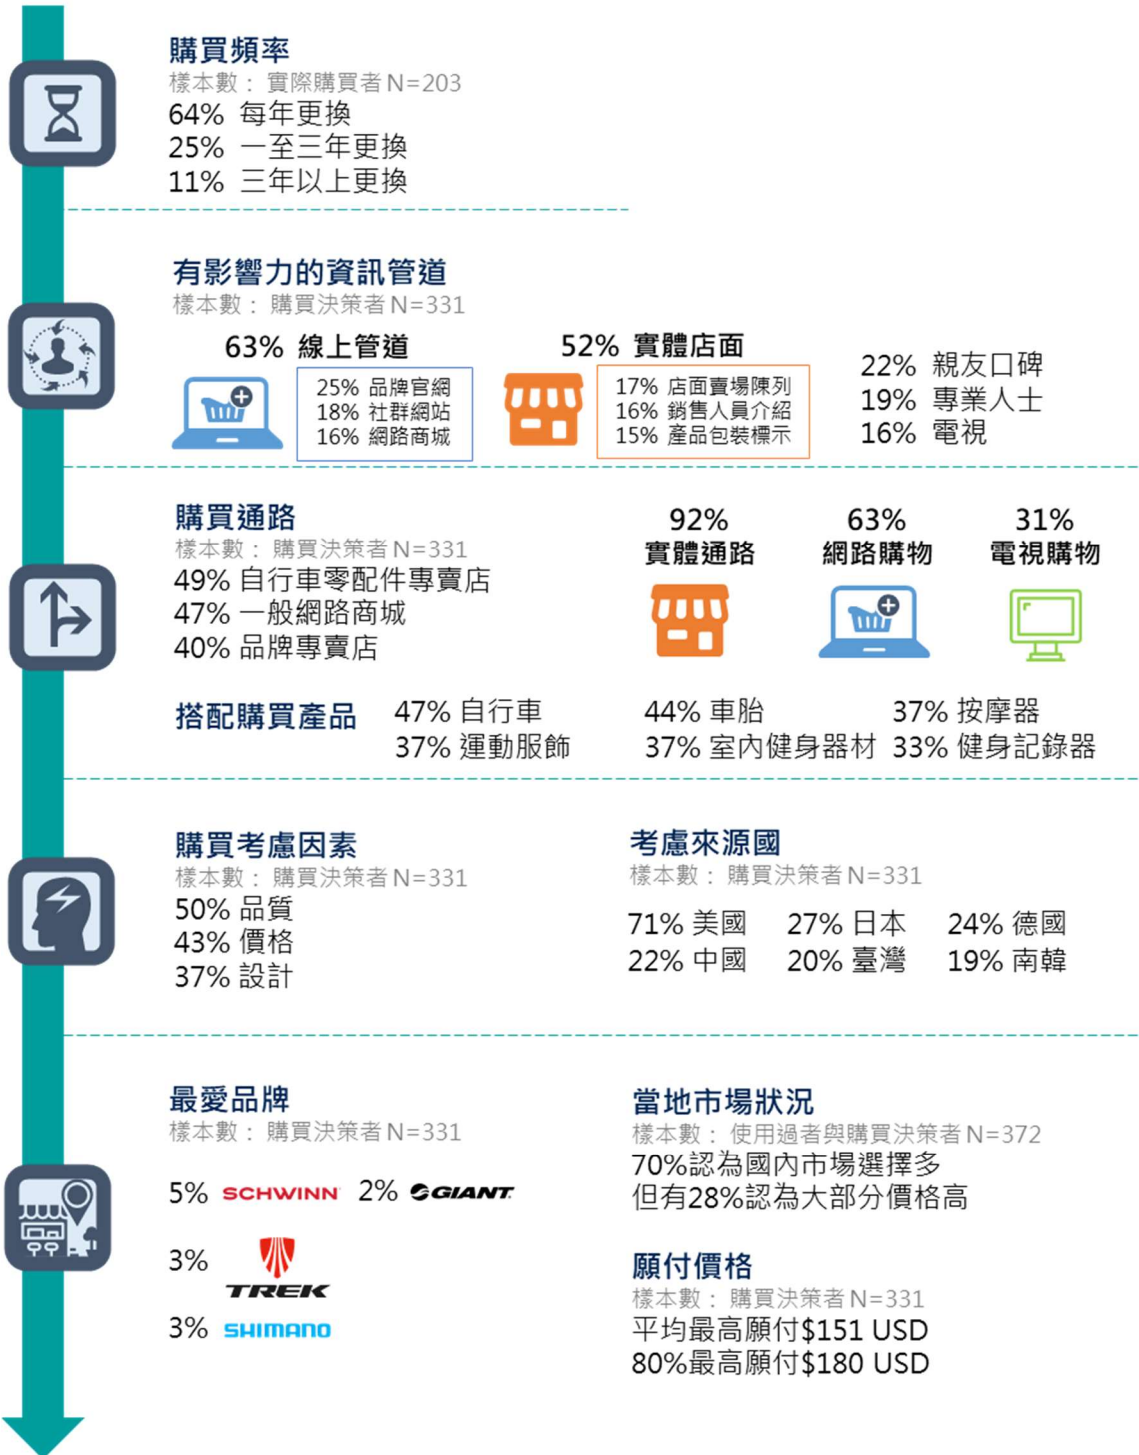 購買頻率
樣本數：實際購買者N=203
64% 每年更換
25% 一至三年更換
11% 三年以上更換
有影響力的資訊管道
樣本數：購買決策者N=331
63% 線上管道
25% 品牌官網
18% 社群網站
16% 網路商城
52% 實體店面
17% 店面賣場陳列
16% 銷售人員介紹
15% 產品包裝標示
22% 親友口碑
19% 專業人士
16% 電視
購買通路
樣本數：購買決策者N=331
49% 自行車零配件專賣店
47% 一般網路商城
40% 品牌專賣店
92%
實體通路
63%
網路購物
31%
電視購物
搭配購買產品
47% 自行車 44% 車胎 37% 按摩器
37% 運動服飾 37% 室內健身器材 33% 健身記錄器
購買考慮因素
樣本數：購買決策者N=331
50% 品質
43% 價格
37% 設計
考慮來源國
樣本數：購買決策者N=331
71% 美國 27% 日本 24% 德國
22% 中國 20% 臺灣 19% 南韓
最愛品牌
樣本數：購買決策者N=331
5% SCHWINN 2% GIANT
3% TREK
3% SHIMANO
當地市場狀況
樣本數：使用過者與購買決策者N=372
70%認為國內市場選擇多
但有28%認為大部分價格高
願付價格
樣本數：購買決策者N=331
平均最高願付$151 USD
80%最高願付$180 USD